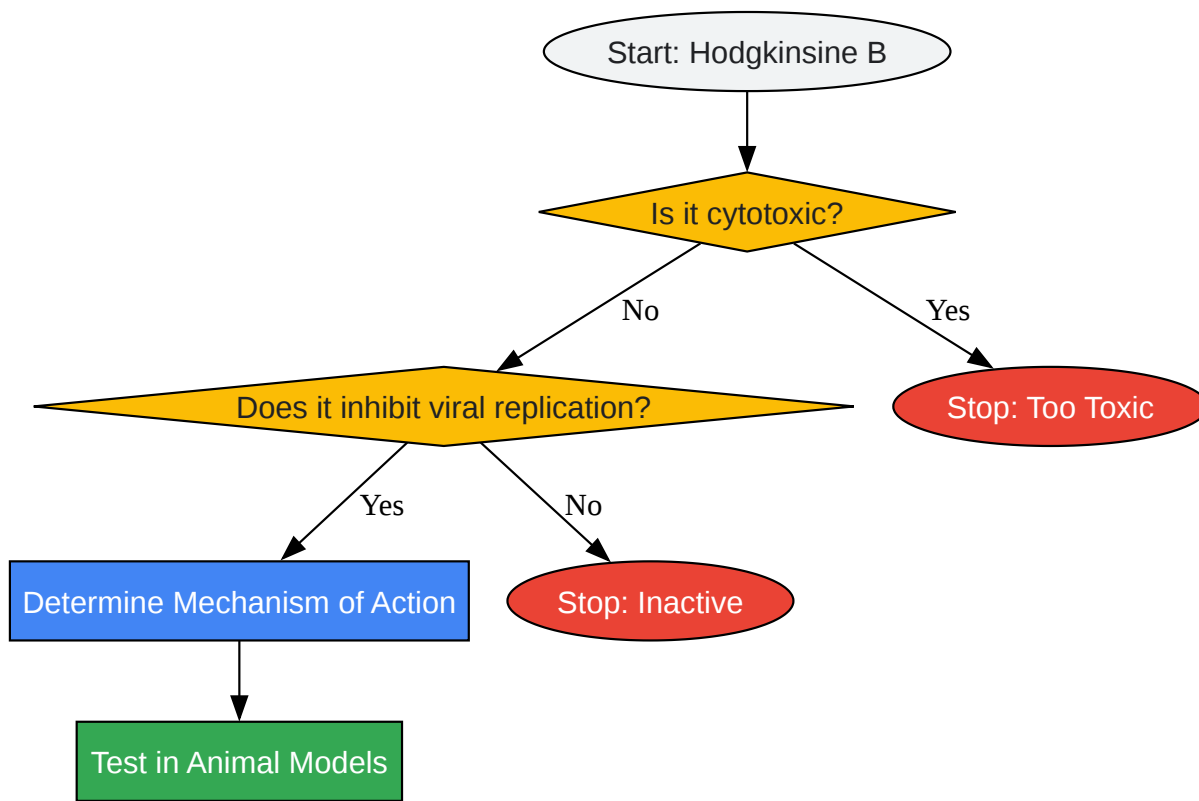 Start: Hodgkinsine B
Is it cytotoxic?
No
Yes
Does it inhibit viral replication?
Stop: Too Toxic
Yes
No
Determine Mechanism of Action
Stop: Inactive
Test in Animal Models